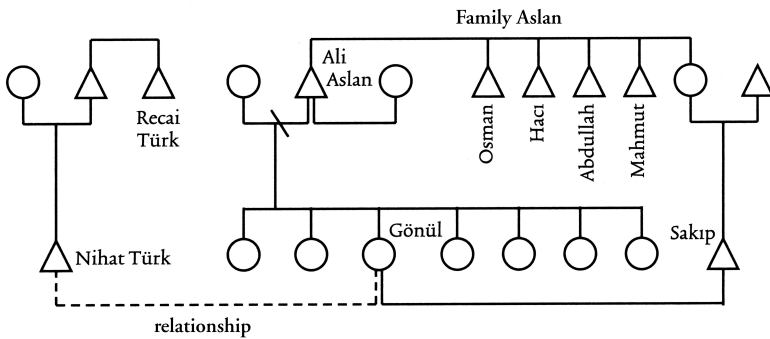 Family Aslan
Ali
Aslan
Recai
Türk
Osman
Hacı
Abdullah
Mahmut
Gönül
Sakıp
Nihat Türk
relationship